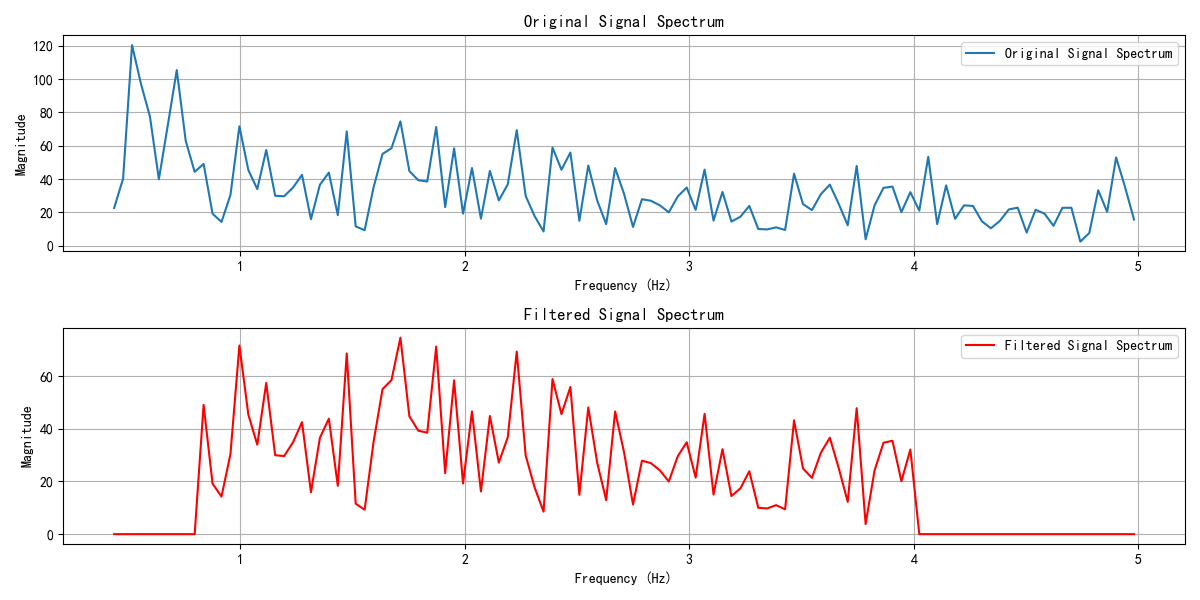 Original Signal Spectrum
Original Signal Spectrum
120
100
80
60
40
20
0
Magnitude
1 2 3 4 5
Frequency (Hz)
Filtered Signal Spectrum
Filtered Signal Spectrum
60
40
20
0
Magnitude
1 2 3 4 5
Frequency (Hz)